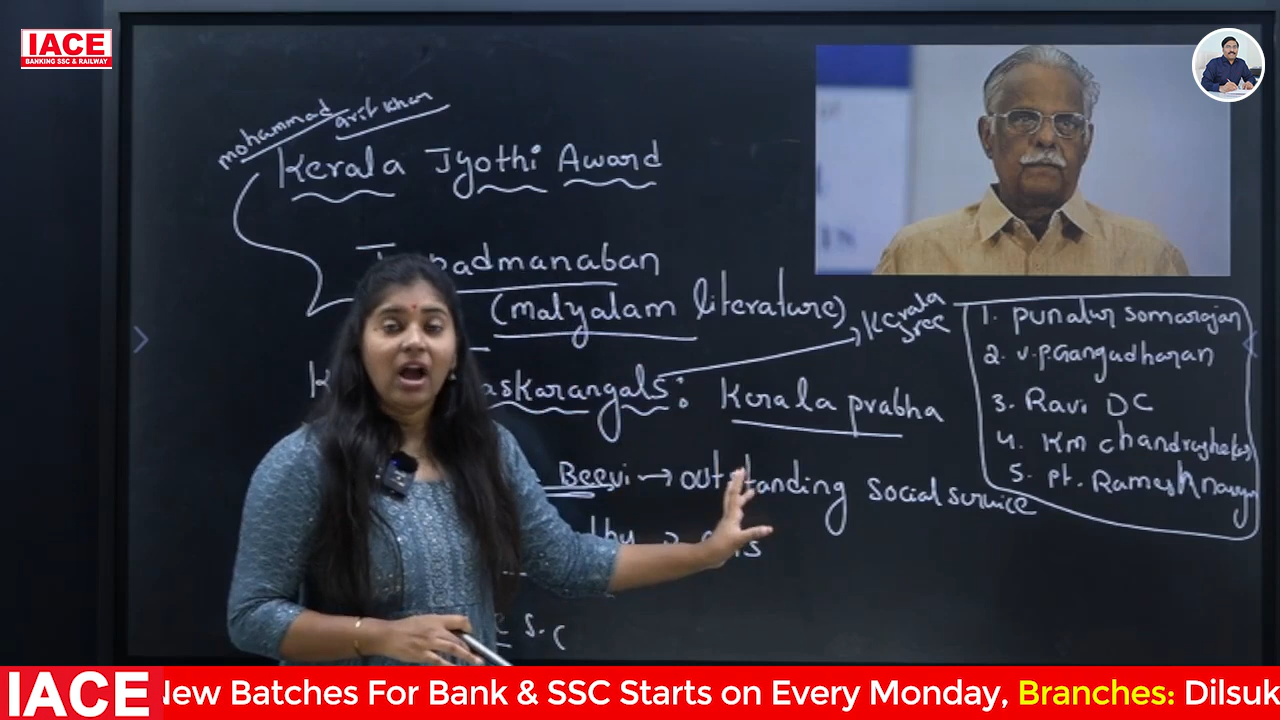 IACE
BANKING SSC & RAILWAY
mohammad arif khan
Kerala Jyothi Award
padmanaban
(malyalam literature)
Kerala
sree
1. punalur somarajan
2. v.p Gangadharan
3. Ravi DC
4. KM chandrashekar
5. pt. Ramesh narayn
askarangals: Kerala prabha
Beevi → outstanding social service
s.c
IACE New Batches For Bank & SSC Starts on Every Monday, Branches: Dilsuk